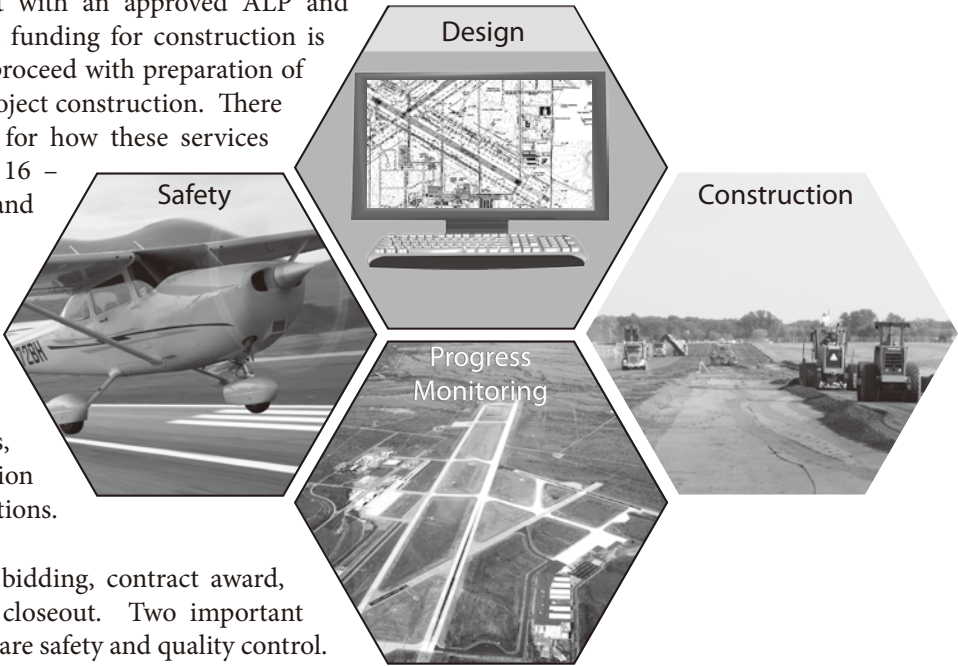 t with an approved ALP and
funding for construction is
proceed with preparation of
oject construction. There
for how these services
16 –
and
s,
ion
tions.
bidding, contract award,
closeout. Two important
are safety and quality control.
Design
Safety
72BH
Construction
Progress
Monitoring